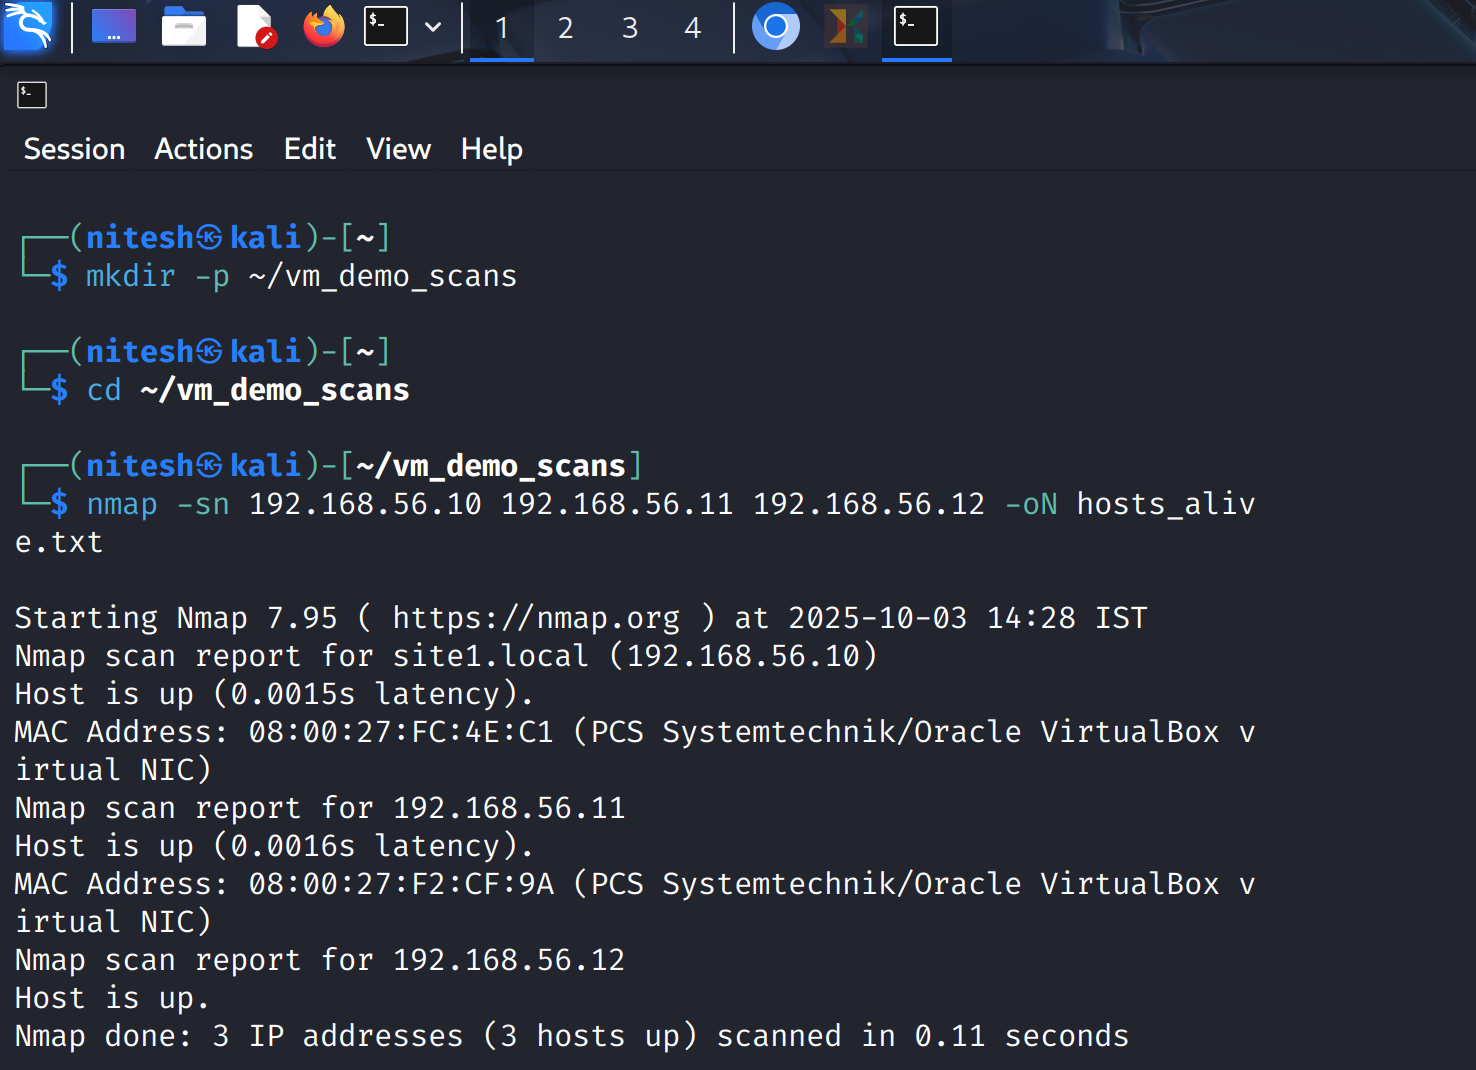 $_
1 2 3 4
$_
$_
Session Actions Edit View Help
┌──(nitesh㉿kali)-[~]
└─$ mkdir -p ~/vm_demo_scans
┌──(nitesh㉿kali)-[~]
└─$ cd ~/vm_demo_scans
┌──(nitesh㉿kali)-[~/vm_demo_scans]
└─$ nmap -sn 192.168.56.10 192.168.56.11 192.168.56.12 -oN hosts_aliv
e.txt
Starting Nmap 7.95 ( https://nmap.org ) at 2025-10-03 14:28 IST
Nmap scan report for site1.local (192.168.56.10)
Host is up (0.0015s latency).
MAC Address: 08:00:27:FC:4E:C1 (PCS Systemtechnik/Oracle VirtualBox v
irtual NIC)
Nmap scan report for 192.168.56.11
Host is up (0.0016s latency).
MAC Address: 08:00:27:F2:CF:9A (PCS Systemtechnik/Oracle VirtualBox v
irtual NIC)
Nmap scan report for 192.168.56.12
Host is up.
Nmap done: 3 IP addresses (3 hosts up) scanned in 0.11 seconds